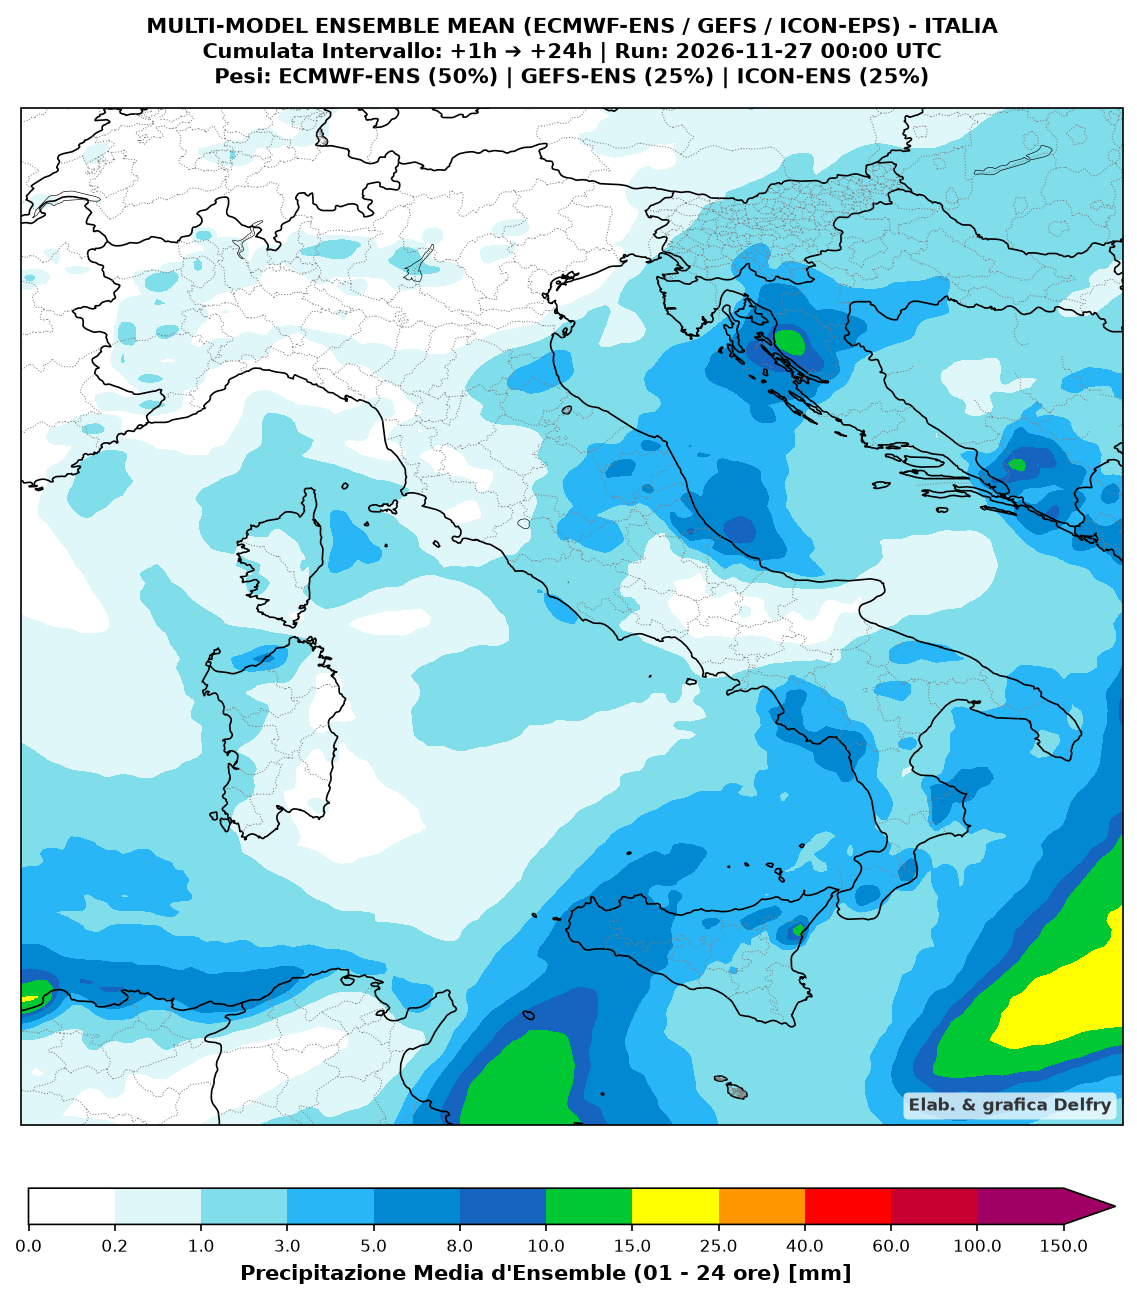 MULTI-MODEL ENSEMBLE MEAN (ECMWF-ENS / GEFS / ICON-EPS) - ITALIA
Cumulata Intervallo: +1h → +24h | Run: 2026-11-27 00:00 UTC
Pesi: ECMWF-ENS (50%) | GEFS-ENS (25%) | ICON-ENS (25%)
Elab. & grafica Delfry
0.0 0.2 1.0 3.0 5.0 8.0 10.0 15.0 25.0 40.0 60.0 100.0 150.0
Precipitazione Media d'Ensemble (01 - 24 ore) [mm]